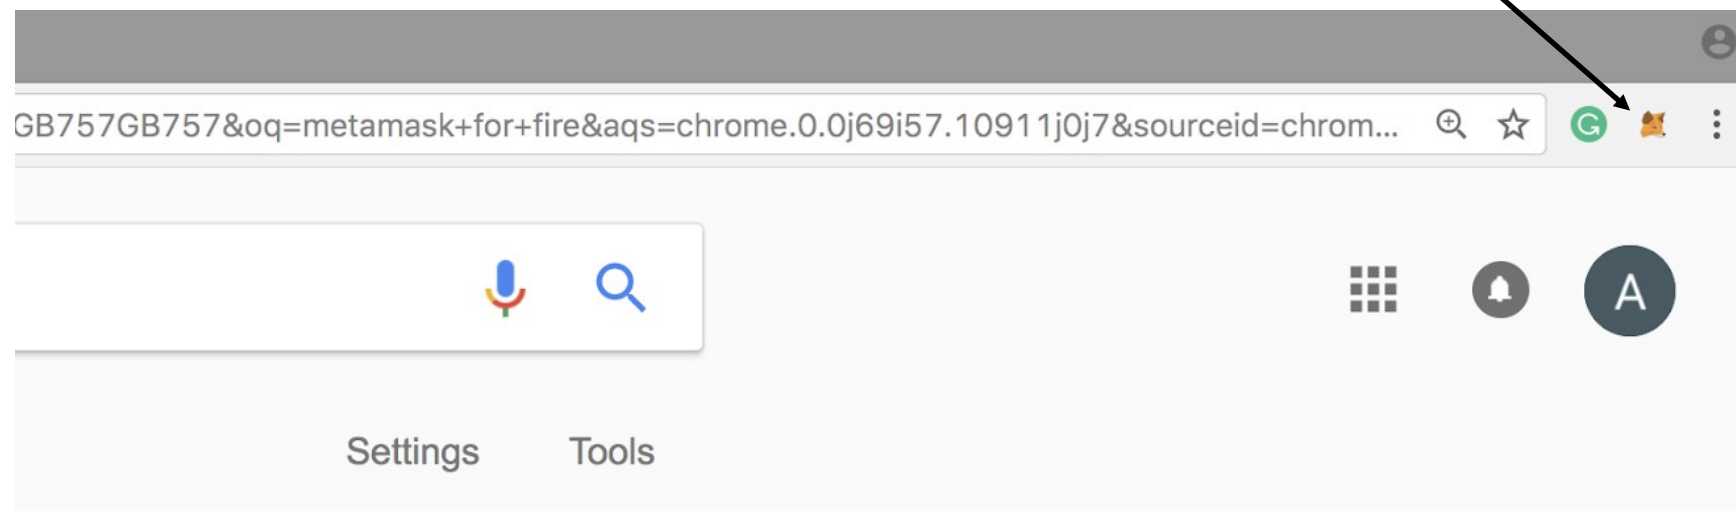 GB757GB757&oq=metamask+for+fire&aqs=chrome.0.0j69i57.10911j0j7&sourceid=chrom...
G
A
Settings Tools